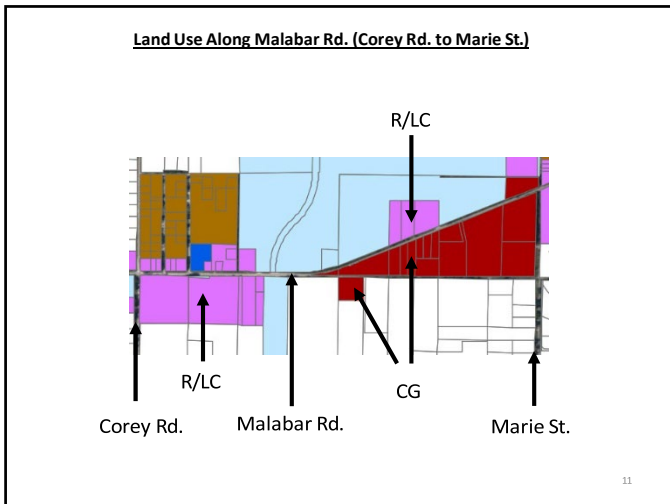 Land Use Along Malabar Rd. (Corey Rd. to Marie St.)
R/LC
R/LC
CG
Corey Rd.
Malabar Rd.
Marie St.
11